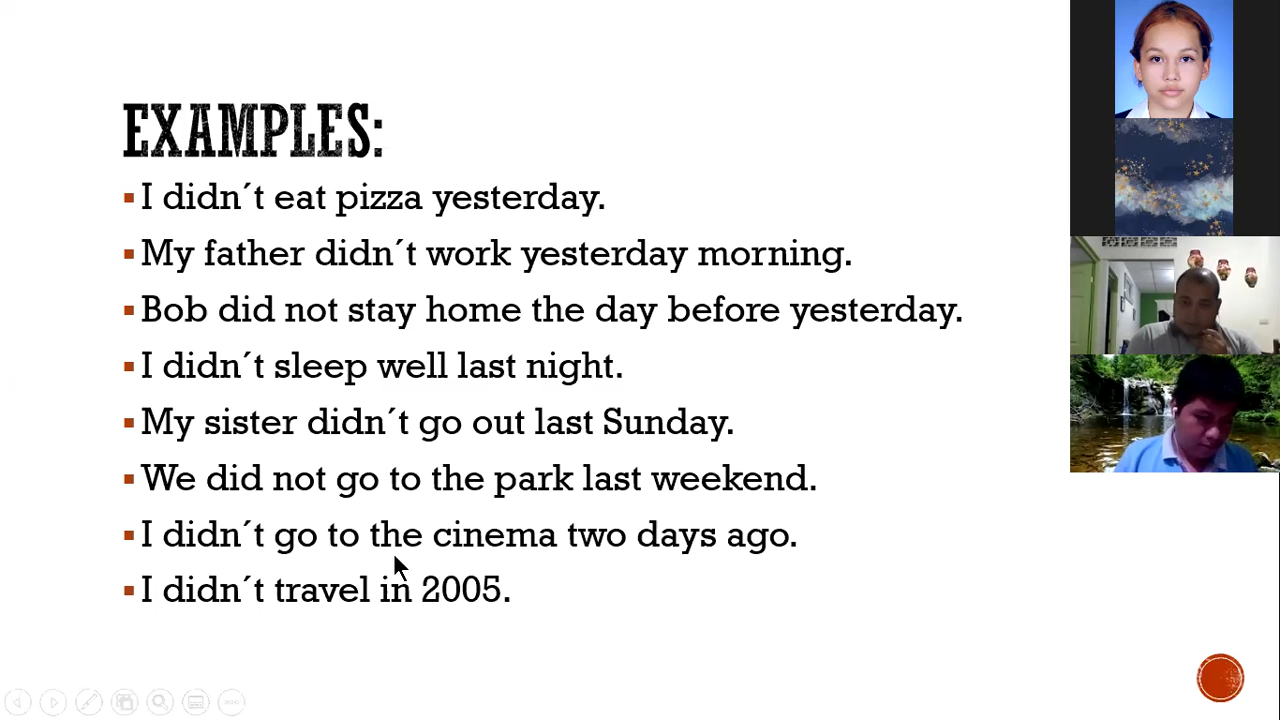 EXAMPLES:
I didn´t eat pizza yesterday.
My father didn´t work yesterday morning.
Bob did not stay home the day before yesterday.
I didn´t sleep well last night.
My sister didn´t go out last Sunday.
We did not go to the park last weekend.
I didn´t go to the cinema two days ago.
I didn´t travel in 2005.